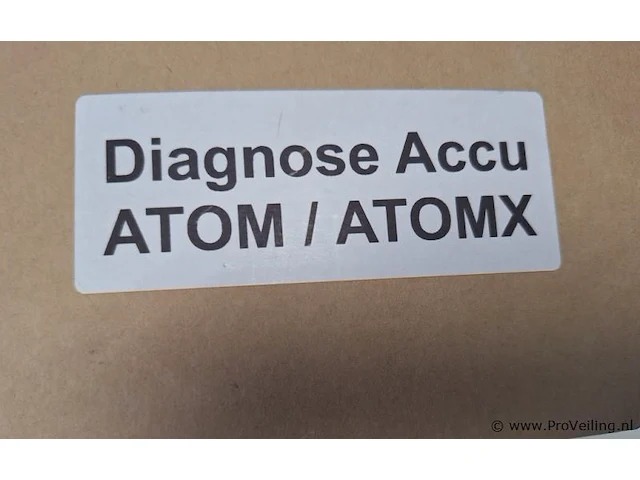 Diagnose Accu
ATOM / ATOMX
© www.ProVeiling.nl